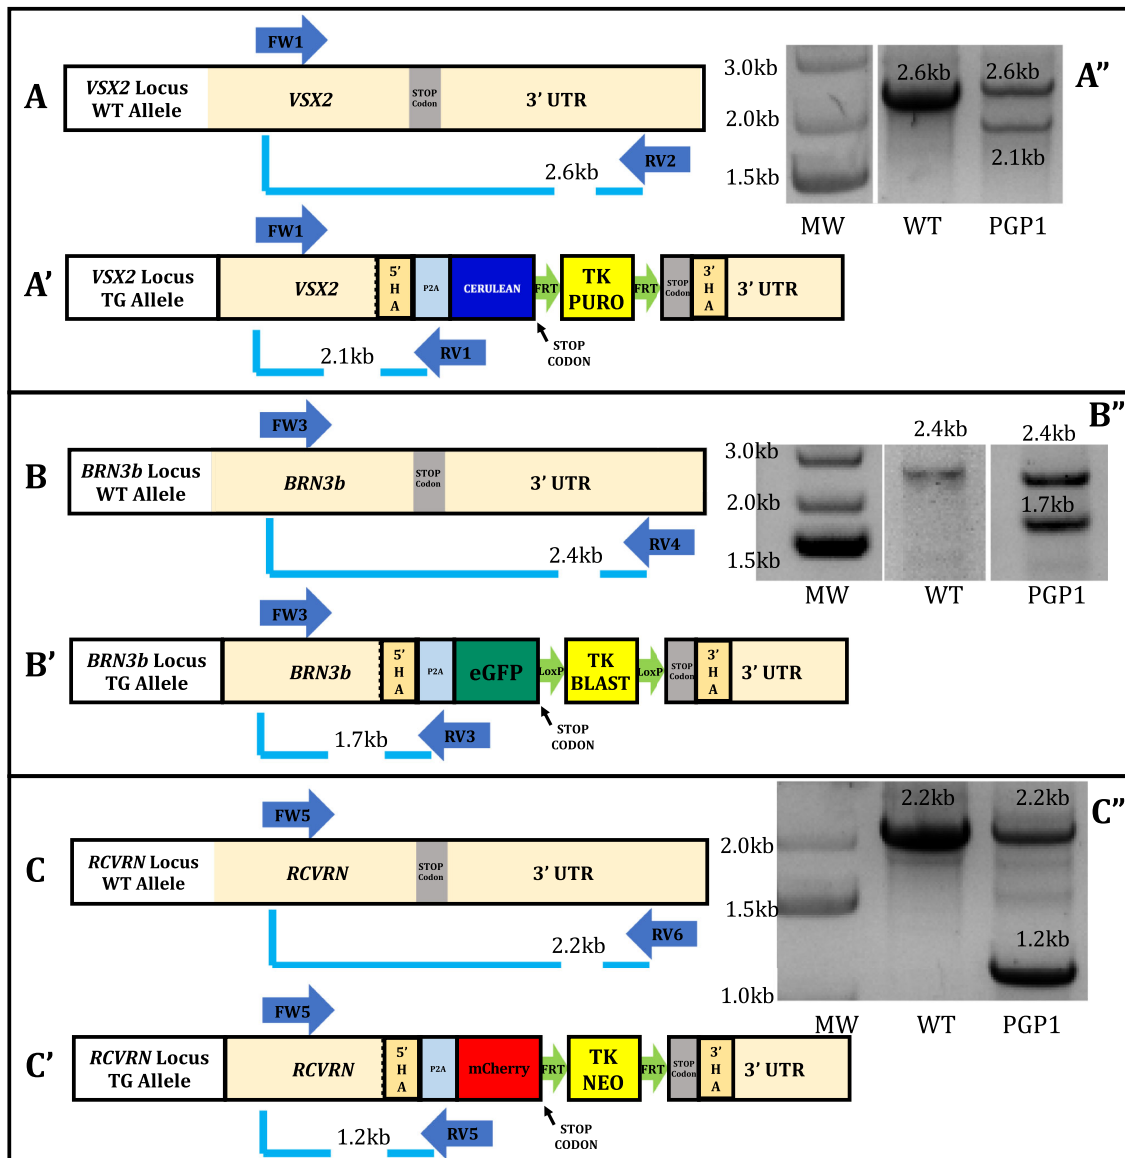 FW1
A
VSX2 Locus
WT Allele
VSX2
STOP
Codon
3’ UTR
2.6kb
RV2
3.0kb
2.0kb
1.5kb
2.6kb
2.6kb
2.1kb
A”
MW
WT
PGP1
FW1
A’
VSX2 Locus
TG Allele
VSX2
5’
H
A
P2A
CERULEAN
FRT
TK
PURO
FRT
STOP
Codon
3’
H
A
3’ UTR
STOP
CODON
2.1kb
RV1
FW3
B
BRN3b Locus
WT Allele
BRN3b
STOP
Codon
3’ UTR
2.4kb
RV4
B”
2.4kb
2.4kb
3.0kb
2.0kb
1.7kb
1.5kb
MW
WT
PGP1
FW3
B’
BRN3b Locus
TG Allele
BRN3b
5’
H
A
P2A
eGFP
LoxP
TK
BLAST
LoxP
STOP
Codon
3’
H
A
3’ UTR
STOP
CODON
1.7kb
RV3
FW5
C
RCVRN Locus
WT Allele
RCVRN
STOP
Codon
3’ UTR
2.2kb
RV6
C”
2.2kb
2.2kb
2.0kb
1.5kb
1.2kb
1.0kb
MW
WT
PGP1
FW5
C’
RCVRN Locus
TG Allele
RCVRN
5’
H
A
P2A
mCherry
FRT
TK
NEO
FRT
STOP
Codon
3’
H
A
3’ UTR
STOP
CODON
1.2kb
RV5